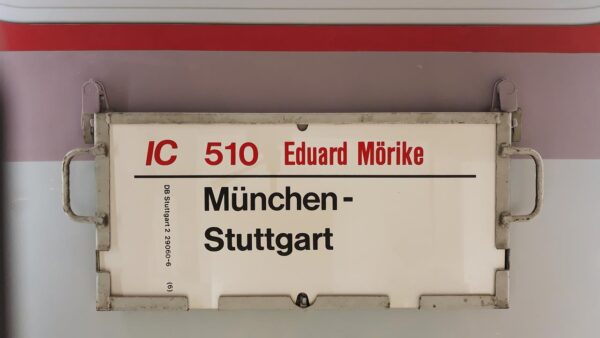 IC 510 Eduard Mörike
München-
Stuttgart
DB Stuttgart 2 29060-6 (6)